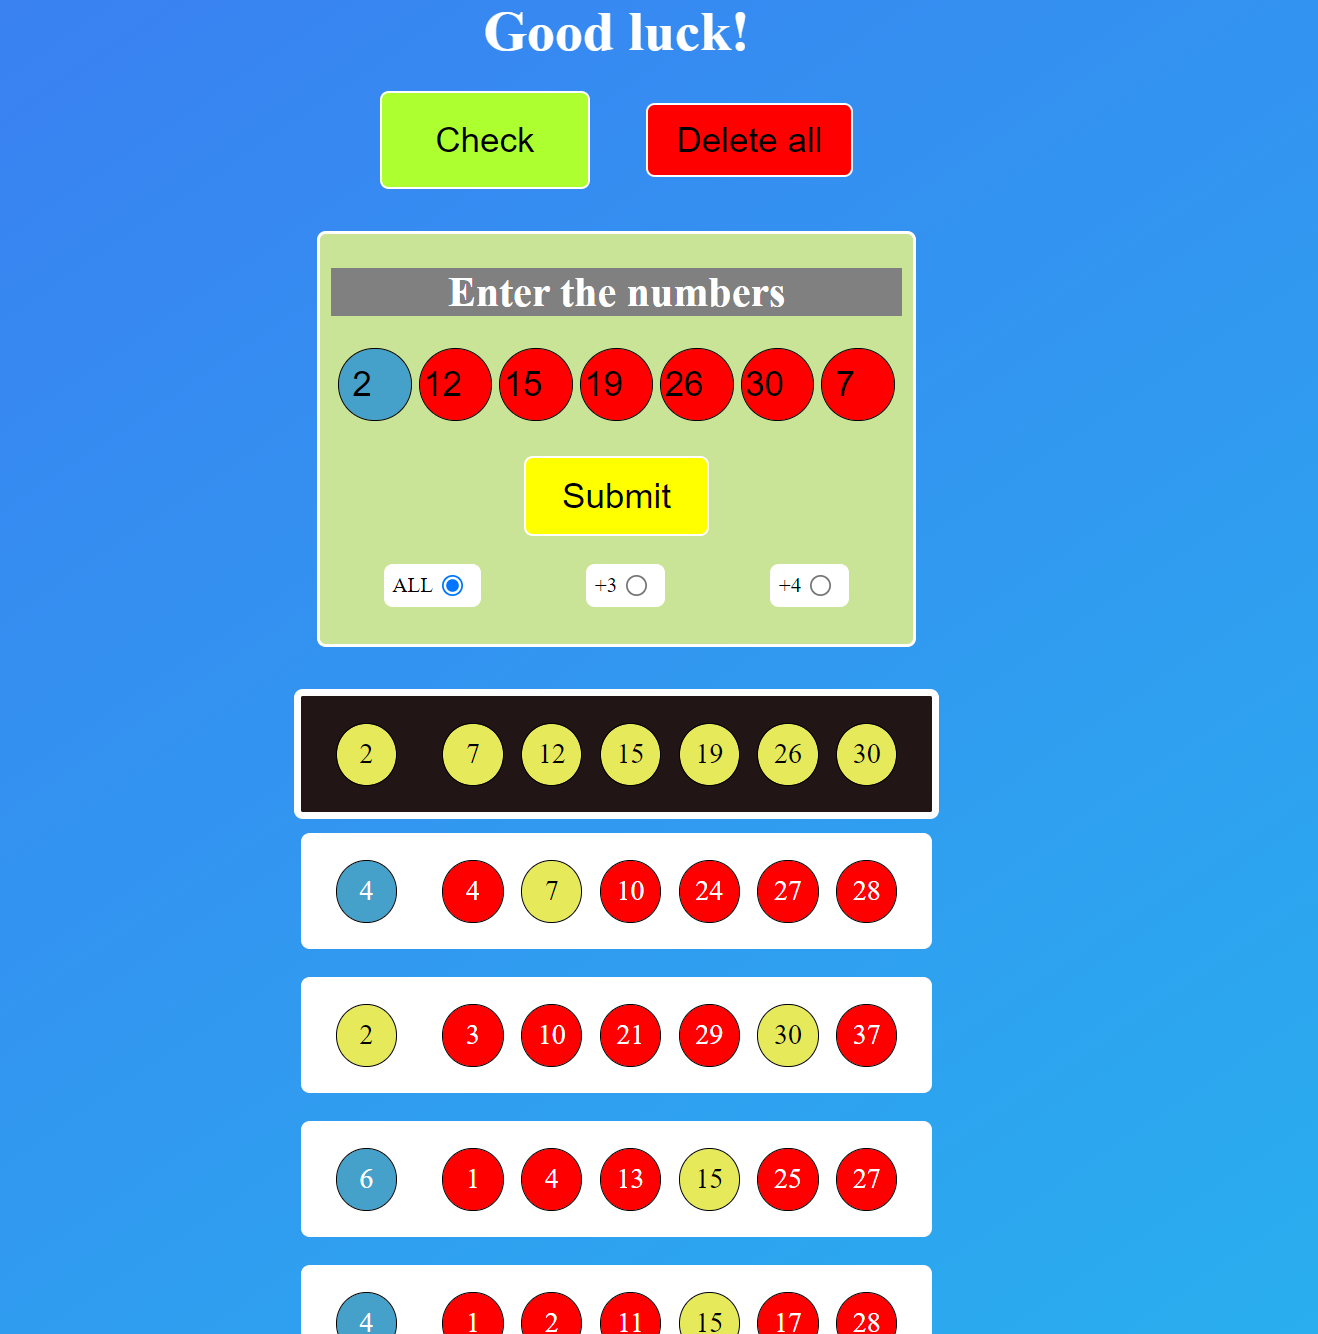 Good luck!
Check Delete all
Enter the numbers
2 12 15 19 26 30 7
Submit
ALL +3 +4
2 7 12 15 19 26 30
4 4 7 10 24 27 28
2 3 10 21 29 30 37
6 1 4 13 15 25 27
4 1 2 11 15 17 28